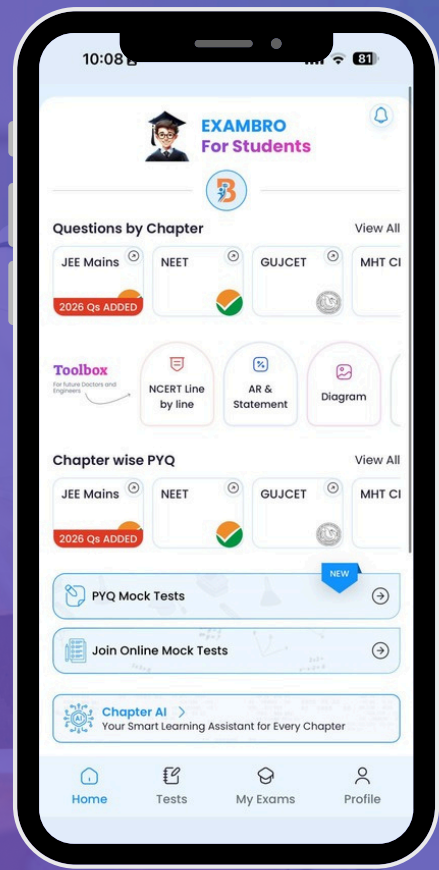 10:08
81
EXAMBRO
For Students
B
Questions by Chapter
View All
JEE Mains
NEET
GUJCET
MHT CI
2026 Qs ADDED
Toolbox
For future Doctors and
Engineers
NCERT Line
by line
AR &
Statement
Diagram
Chapter wise PYQ
View All
JEE Mains
NEET
GUJCET
MHT CI
2026 Qs ADDED
NEW
PYQ Mock Tests
Join Online Mock Tests
AI
Chapter AI >
Your Smart Learning Assistant for Every Chapter
Home
Tests
My Exams
Profile